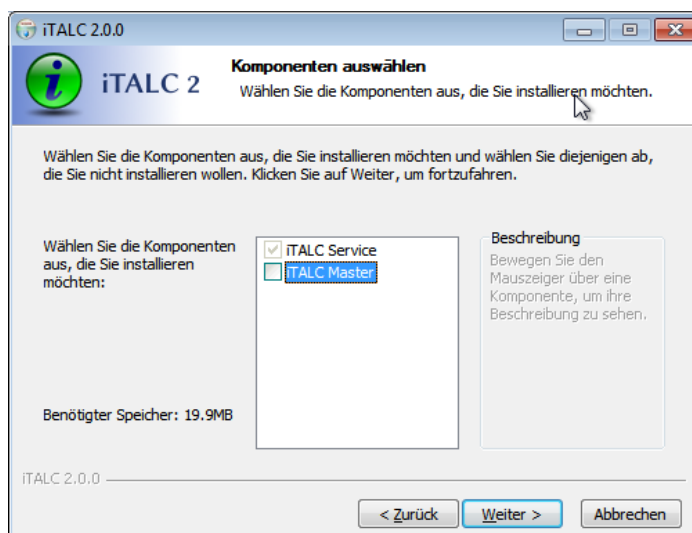 iTALC 2.0.0
iTALC 2
Komponenten auswählen
Wählen Sie die Komponenten aus, die Sie installieren möchten.
Wählen Sie die Komponenten aus, die Sie installieren möchten und wählen Sie diejenigen ab,
die Sie nicht installieren wollen. Klicken Sie auf Weiter, um fortzufahren.
Wählen Sie die Komponenten
aus, die Sie installieren
möchten:
iTALC Service
iTALC Master
Beschreibung
Bewegen Sie den
Mauszeiger über eine
Komponente, um ihre
Beschreibung zu sehen.
Benötigter Speicher: 19.9MB
iTALC 2.0.0
< Zurück
Weiter >
Abbrechen